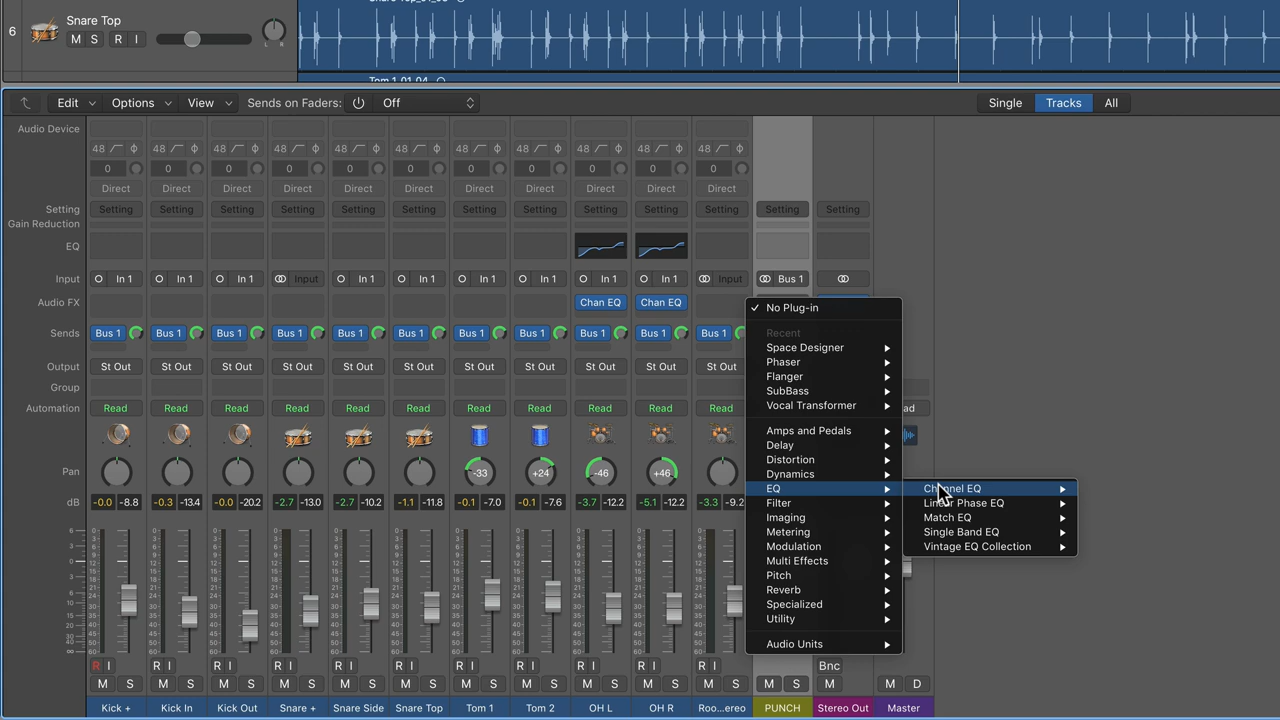 6
Snare Top
M S R I
L R
Edit Options View Sends on Faders: Off Single Tracks All
Audio Device
48 48 48 48 48 48 48 48 48 48 48
0 0 0 0 0 0 0 0 0 0 0
Direct Direct Direct Direct Direct Direct Direct Direct Direct Direct Direct
Setting Setting Setting Setting Setting Setting Setting Setting Setting Setting Setting Setting Setting Setting
Gain Reduction
EQ
Input In 1 In 1 In 1 Input In 1 In 1 In 1 In 1 In 1 In 1 Input Bus 1
Audio FX Chan EQ Chan EQ
Sends Bus 1 Bus 1 Bus 1 Bus 1 Bus 1 Bus 1 Bus 1 Bus 1 Bus 1 Bus 1 Bus 1
Output St Out St Out St Out St Out St Out St Out St Out St Out St Out St Out St Out
Group
Automation Read Read Read Read Read Read Read Read Read Read Read ad
Pan -33 +24 -46 +46
dB -0.0 -8.8 -0.3 -13.4 -0.0 -20.2 -2.7 -13.0 -2.7 -10.2 -1.1 -11.8 -0.1 -7.0 -0.1 -7.6 -3.7 -12.2 -5.1 -12.2 -3.3 -9.2
No Plug-in
Recent
Space Designer
Phaser
Flanger
SubBass
Vocal Transformer
Amps and Pedals
Delay
Distortion
Dynamics
EQ
Filter
Imaging
Metering
Modulation
Multi Effects
Pitch
Reverb
Specialized
Utility
Audio Units
Channel EQ
Linear Phase EQ
Match EQ
Single Band EQ
Vintage EQ Collection
R I R I R I R I R I R I R I R I R I R I R I Bnc
M S M S M S M S M S M S M S M S M S M S M S M S M M D
Kick + Kick In Kick Out Snare + Snare Side Snare Top Tom 1 Tom 2 OH L OH R Roo...ereo PUNCH Stereo Out Master